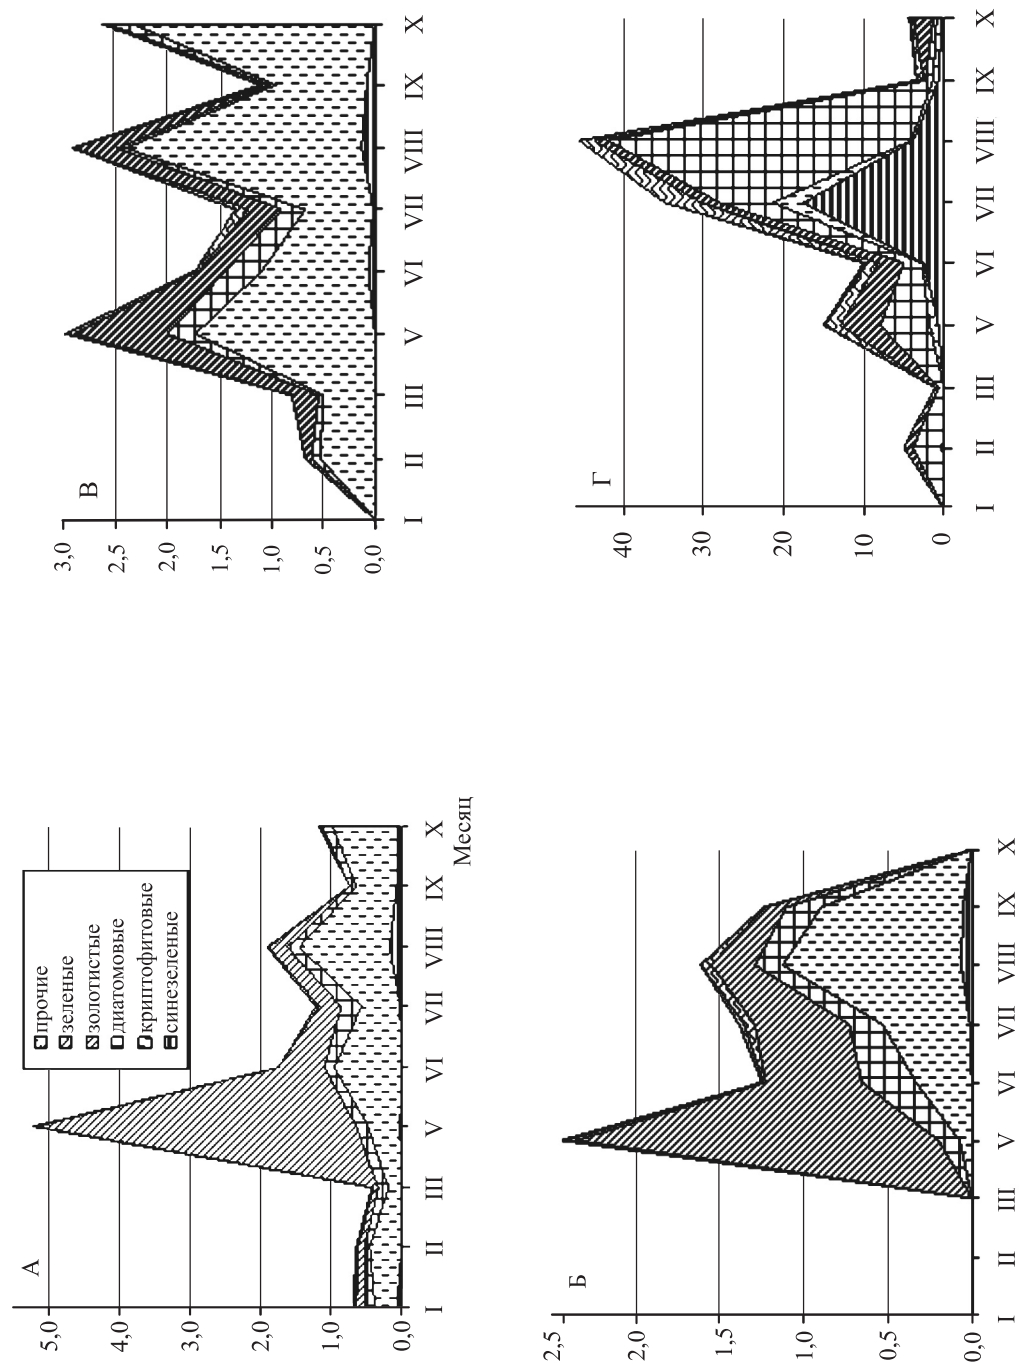 А
5,0
4,0
3,0
2,0
1,0
0,0
I II III V VI VII VIII IX X
Месяц
прочие
зеленые
золотистые
диатомовые
криптофитовые
синезеленые
В
3,0
2,5
2,0
1,5
1,0
0,5
0,0
I II III V VI VII VIII IX X
Б
2,5
2,0
1,5
1,0
0,5
0,0
I II III V VI VII VIII IX X
Г
40
30
20
10
0
I II III V VI VII VIII IX X